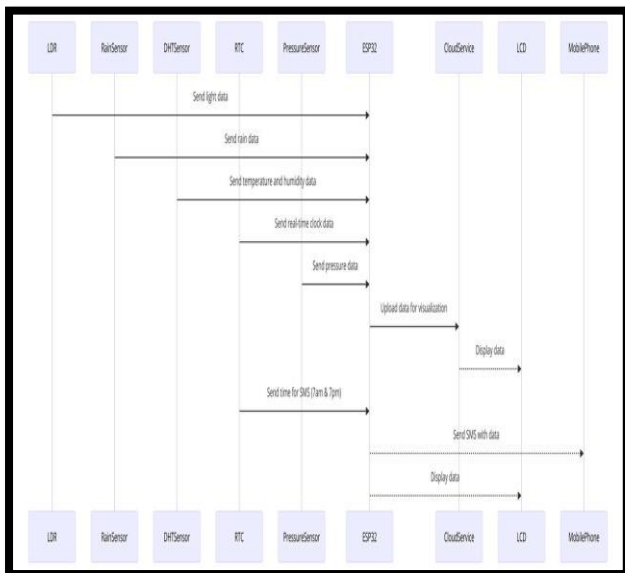 LDR RainSensor DHTSensor RTC PressureSensor ESP32 CloudService LCD MobilePhone
Send light data
Send rain data
Send temperature and humidity data
Send real-time clock data
Send pressure data
Upload data for visualization
Display data
Send time for SMS (7am & 7pm)
Send SMS with data
Display data
LDR RainSensor DHTSensor RTC PressureSensor ESP32 CloudService LCD MobilePhone